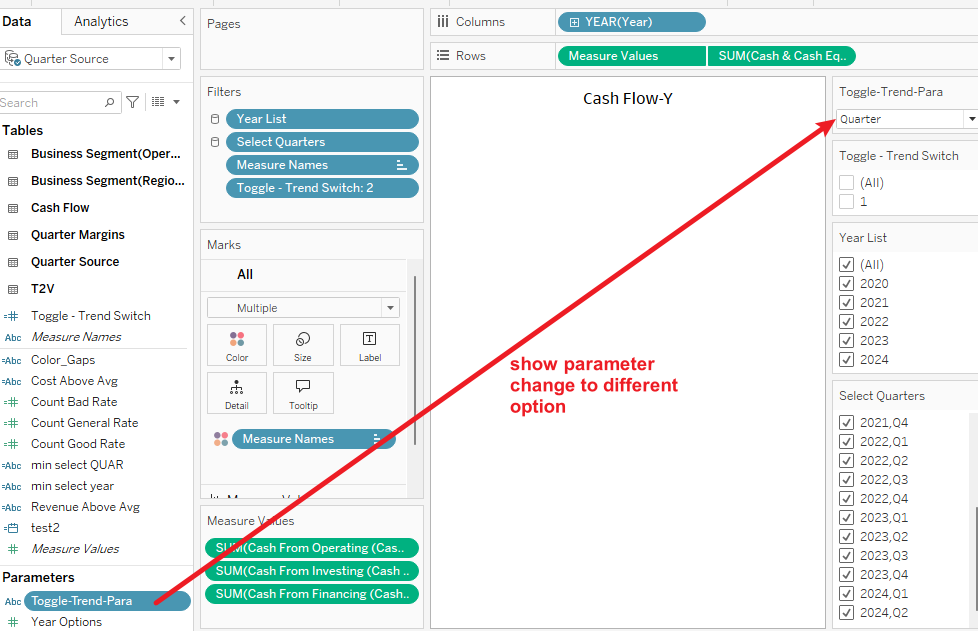 Data
Analytics
Quarter Source
Search
Tables
Business Segment(Oper...
Business Segment(Regio...
Cash Flow
Quarter Margins
Quarter Source
T2V
Toggle - Trend Switch
Abc Measure Names
=Abc Color_Gaps
=Abc Cost Above Avg
Count Bad Rate
Count General Rate
Count Good Rate
=Abc min select QUAR
=Abc min select year
=Abc Revenue Above Avg
test2
Measure Values
Parameters
Abc Toggle-Trend-Para
Year Options
Pages
Filters
Year List
Select Quarters
Measure Names
Toggle - Trend Switch: 2
Marks
All
Multiple
Color
Size
Label
Detail
Tooltip
Measure Names
Measure Values
SUM(Cash From Operating (Cas..
SUM(Cash From Investing (Cash ..
SUM(Cash From Financing (Cash..
Columns
YEAR(Year)
Rows
Measure Values
SUM(Cash & Cash Eq..
Cash Flow-Y
show parameter
change to different
option
Toggle-Trend-Para
Quarter
Toggle - Trend Switch
(All)
1
Year List
(All)
2020
2021
2022
2023
2024
Select Quarters
2021,Q4
2022,Q1
2022,Q2
2022,Q3
2022,Q4
2023,Q1
2023,Q2
2023,Q3
2023,Q4
2024,Q1
2024,Q2